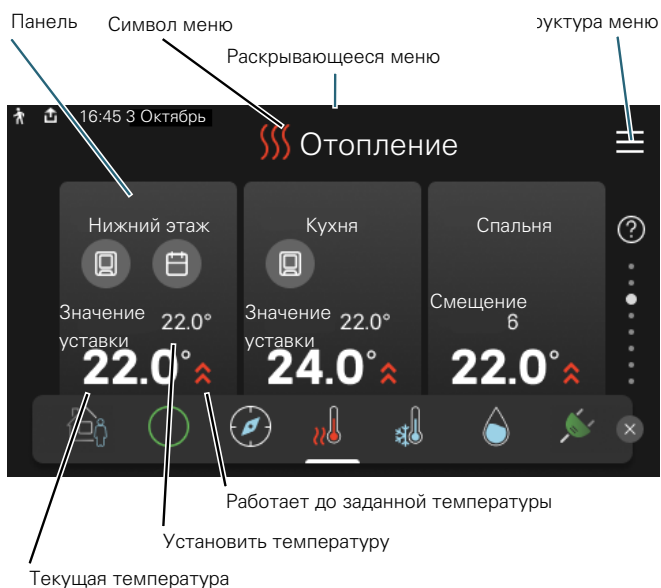 Панель
Символ меню
руктура меню
Раскрывающееся меню
16:45 3 Октябрь
Отопление
?
Нижний этаж
Кухня
Спальня
Значение уставки
22.0°
Значение уставки
22.0°
Смещение
6
22.0°
24.0°
22.0°
Работает до заданной температуры
Установить температуру
Текущая температура